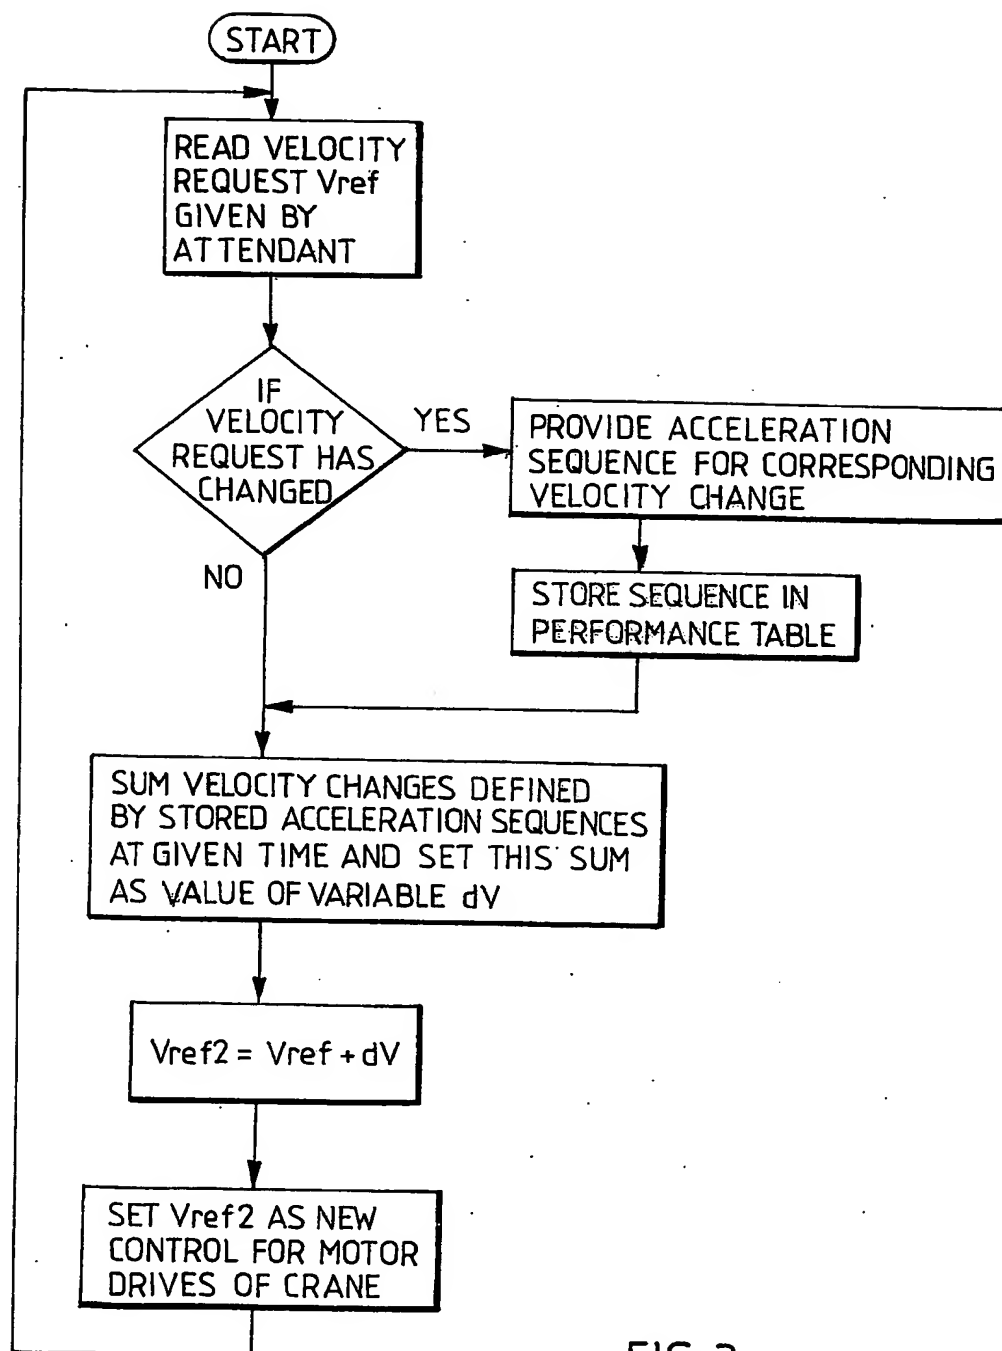 START
READ VELOCITY
REQUEST Vref
GIVEN BY
ATTENDANT
IF
VELOCITY
REQUEST HAS
CHANGED
YES
NO
PROVIDE ACCELERATION
SEQUENCE FOR CORRESPONDING
VELOCITY CHANGE
STORE SEQUENCE IN
PERFORMANCE TABLE
SUM VELOCITY CHANGES DEFINED
BY STORED ACCELERATION SEQUENCES
AT GIVEN TIME AND SET THIS SUM
AS VALUE OF VARIABLE dV
Vref2 = Vref + dV
SET Vref2 AS NEW
CONTROL FOR MOTOR
DRIVES OF CRANE